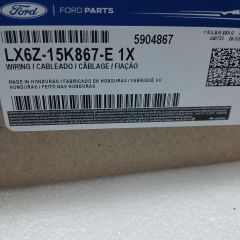 Ford
FORD PARTS
5904867
LX6Z-15K867-E 1X
WIRING / CABLEADO / CÂBLAGE / FIAÇÃO
MADE IN HONDURAS / FABRICADO EN HONDURAS / FABRIQUÉ AU
HONDURAS / FEITO NAS HONDURAS